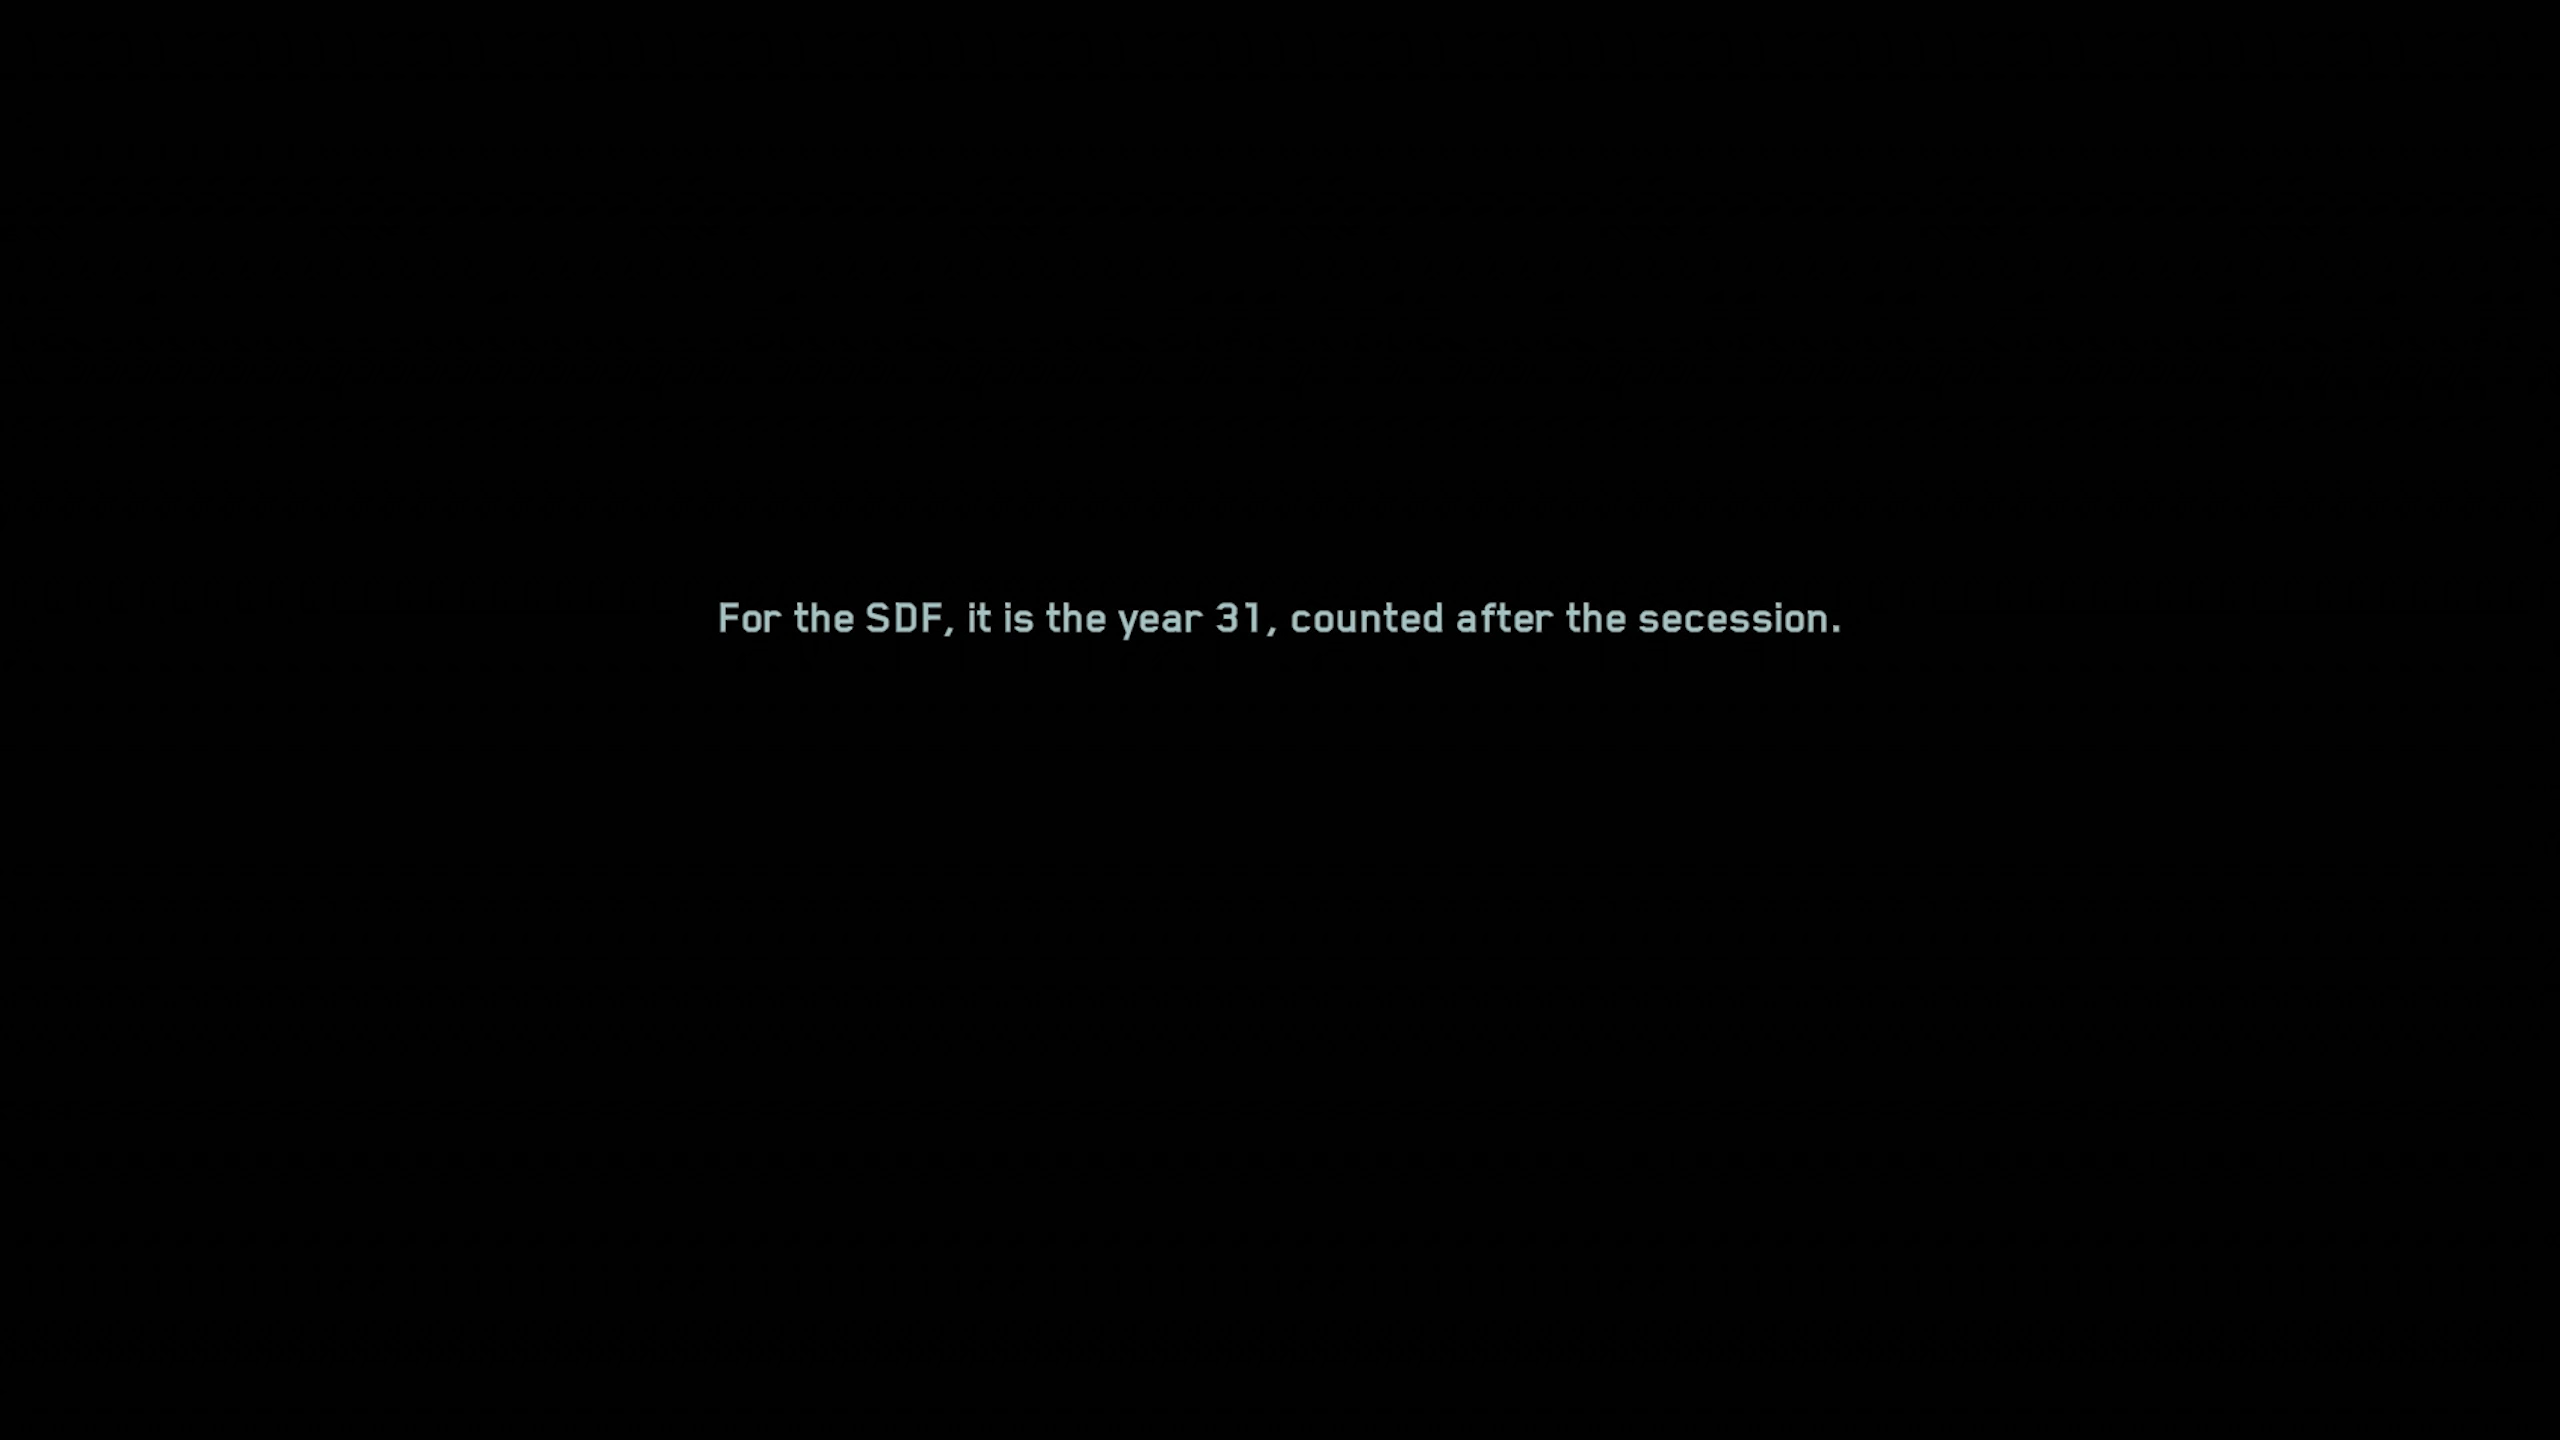 For the SDF, it is the year 31, counted after the secession.